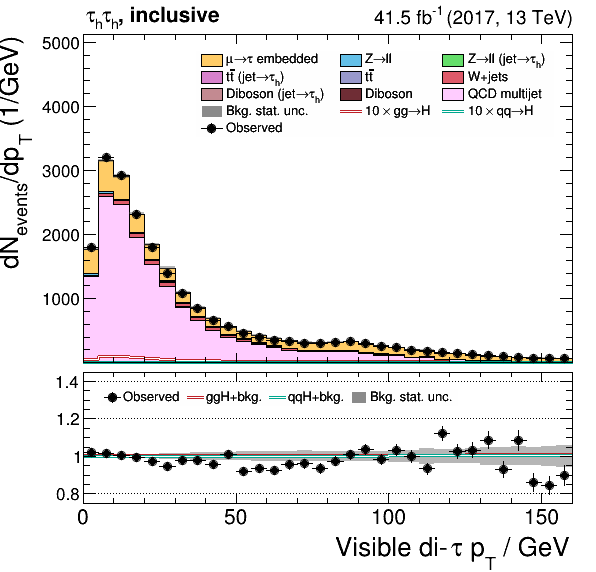 τhτh, inclusive 41.5 fb-1 (2017, 13 TeV)
dNevents/dpT (1/GeV)
5000
4000
3000
2000
1000
μ→τ embedded Z→ll Z→ll (jet→τh)
tt̄ (jet→τh) tt̄ W+jets
Diboson (jet→τh) Diboson QCD multijet
Bkg. stat. unc. 10 × gg→H 10 × qq→H
Observed
1.4
1.2
1
0.8
Observed ggH+bkg. qqH+bkg. Bkg. stat. unc.
0 50 100 150
Visible di-τ pT / GeV